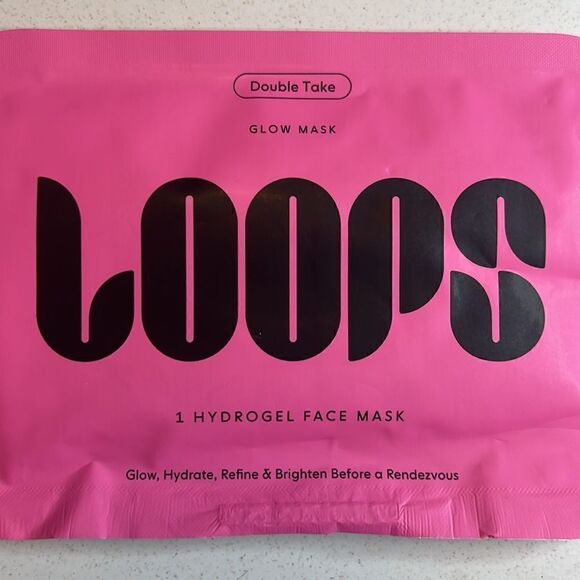 Double Take
GLOW MASK
LOOPS
1 HYDROGEL FACE MASK
Glow, Hydrate, Refine & Brighten Before a Rendezvous